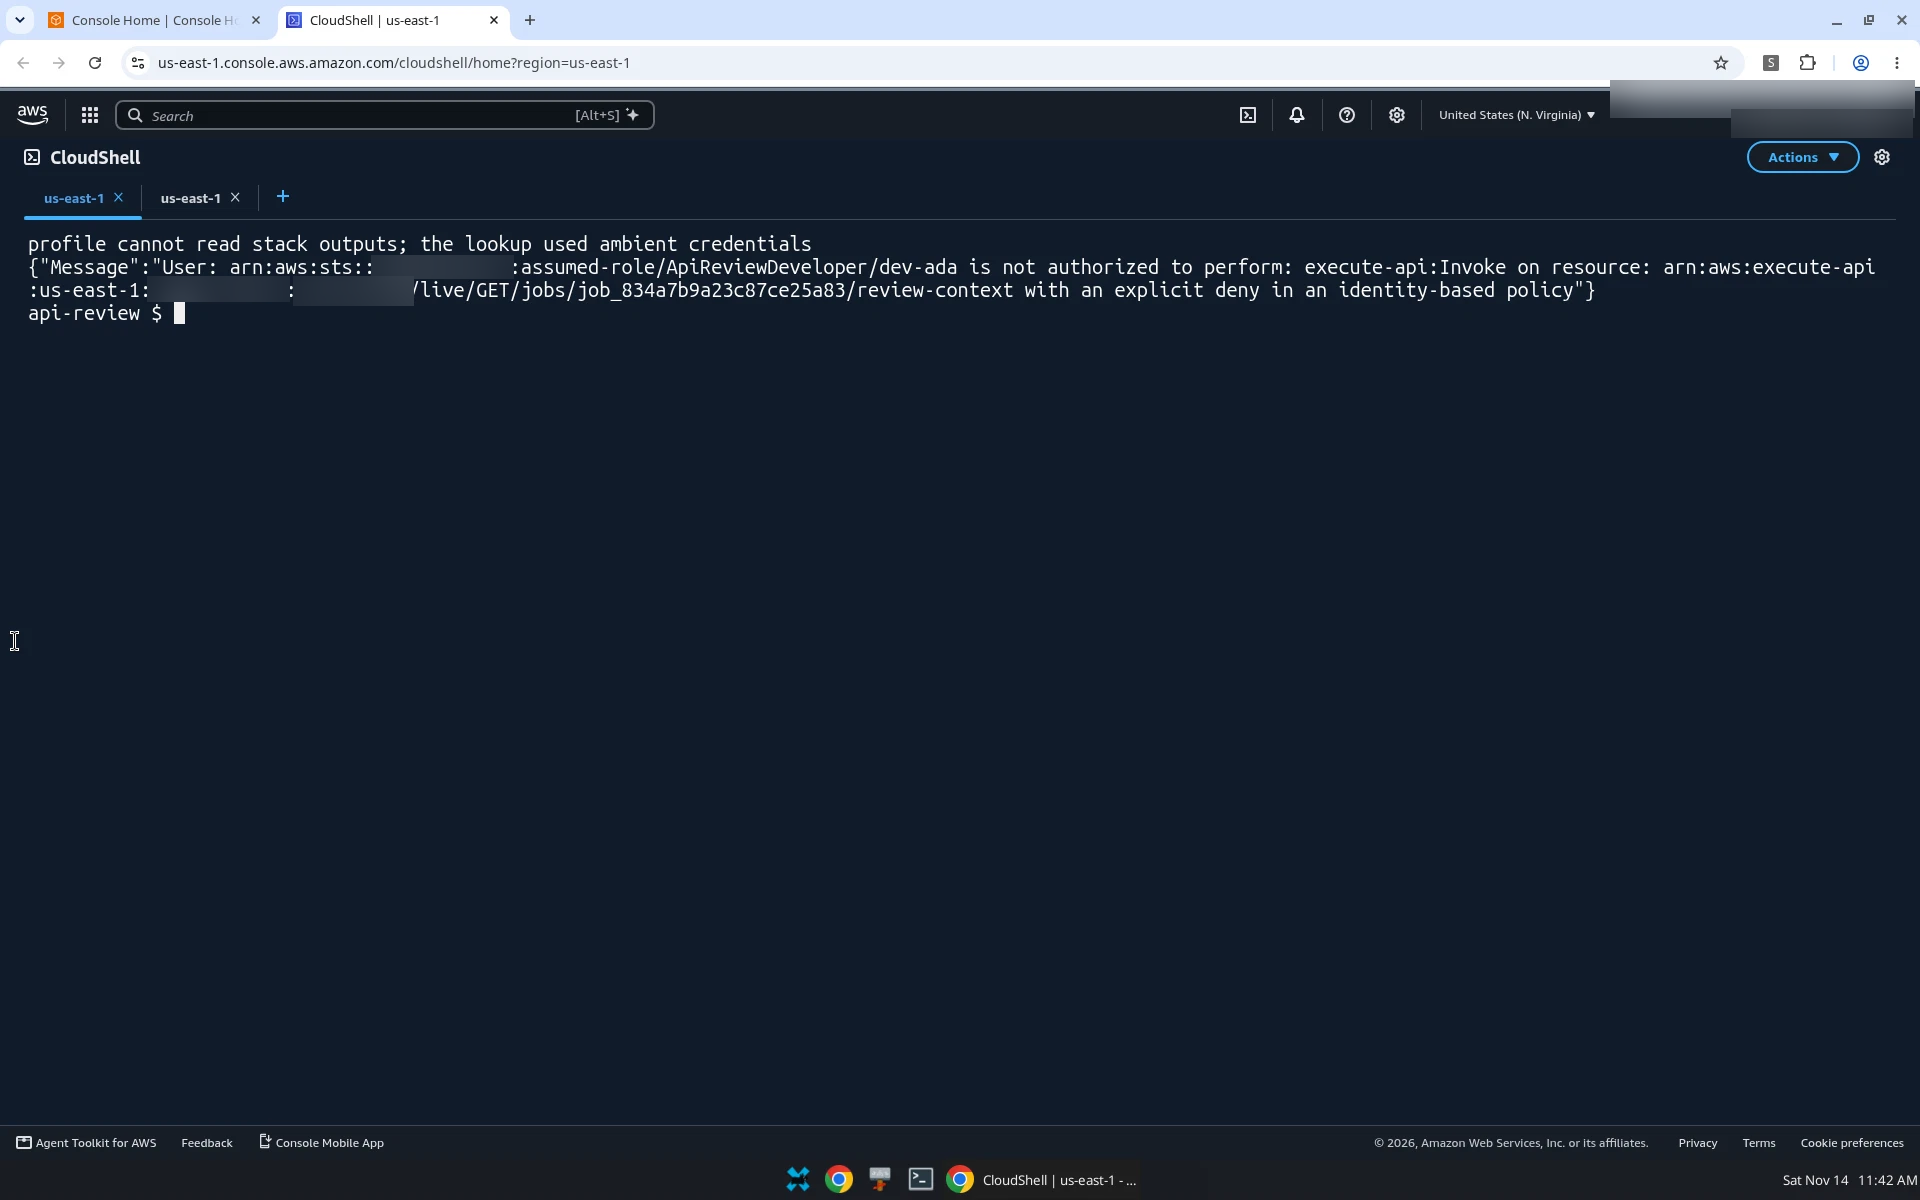 Console Home | Console H
CloudShell | us-east-1
us-east-1.console.aws.amazon.com/cloudshell/home?region=us-east-1
S
aws
Search
[Alt+S]
United States (N. Virginia)
CloudShell
Actions
us-east-1
us-east-1
profile cannot read stack outputs; the lookup used ambient credentials
{"Message":"User: arn:aws:sts:: :assumed-role/ApiReviewDeveloper/dev-ada is not authorized to perform: execute-api:Invoke on resource: arn:aws:execute-api
:us-east-1: : /live/GET/jobs/job_834a7b9a23c87ce25a83/review-context with an explicit deny in an identity-based policy"}
api-review $
Agent Toolkit for AWS
Feedback
Console Mobile App
© 2026, Amazon Web Services, Inc. or its affiliates.
Privacy
Terms
Cookie preferences
CloudShell | us-east-1 - ...
Sat Nov 14 11:42 AM